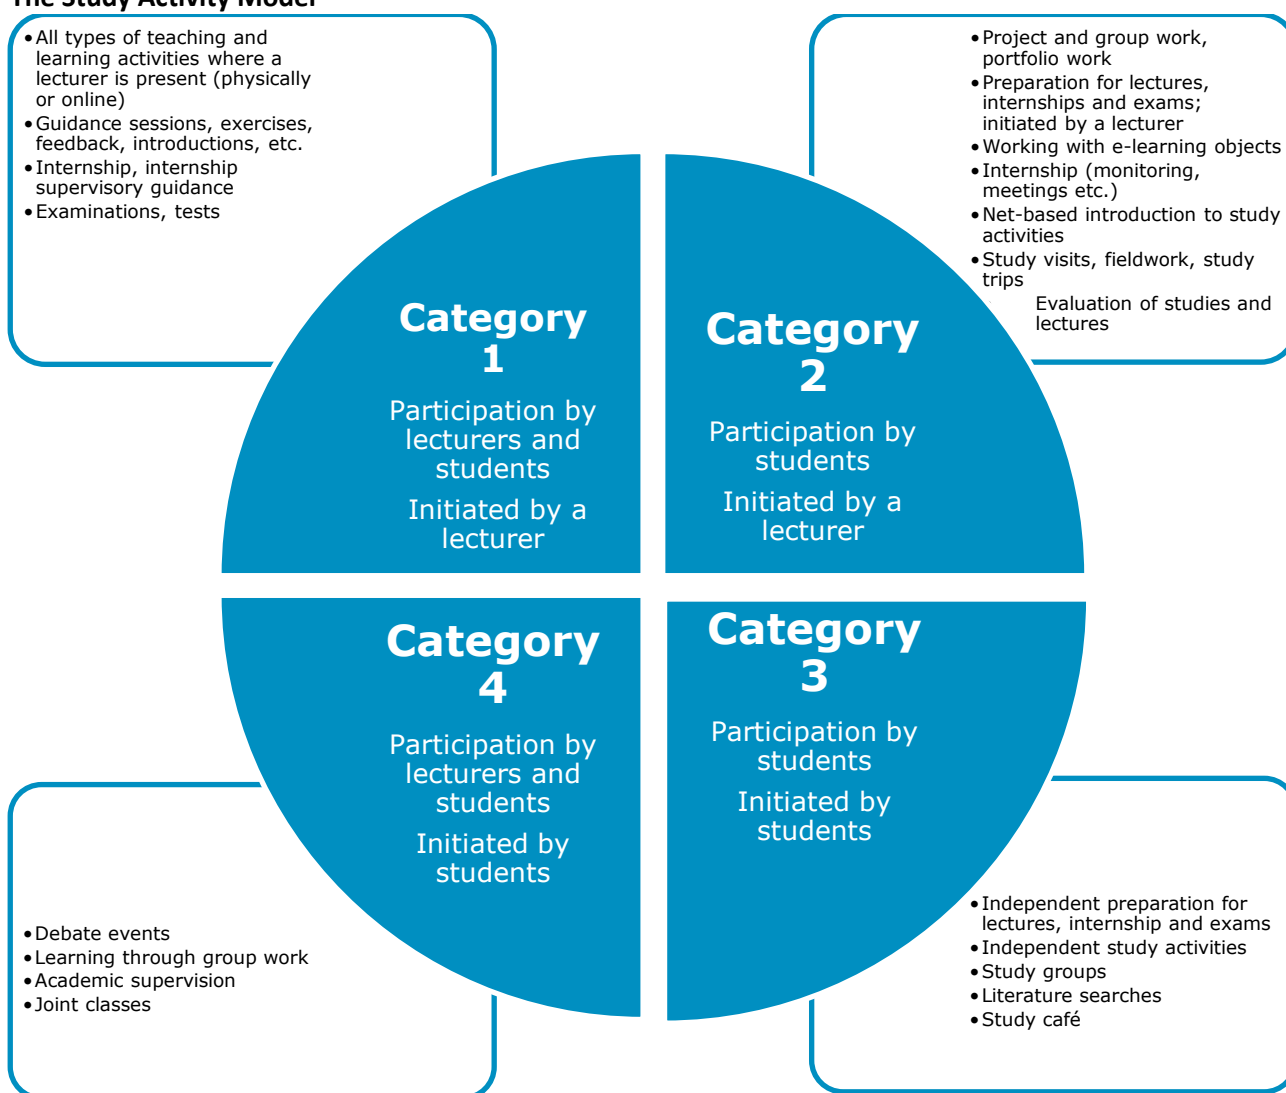 The Study Activity Model
•All types of teaching and
learning activities where a
lecturer is present (physically
or online)
•Guidance sessions, exercises,
feedback, introductions, etc.
•Internship, internship
supervisory guidance
•Examinations, tests
•Project and group work,
portfolio work
•Preparation for lectures,
internships and exams;
initiated by a lecturer
•Working with e-learning objects
•Internship (monitoring,
meetings etc.)
•Net-based introduction to study
activities
•Study visits, fieldwork, study
trips
Evaluation of studies and
lectures
Category
1
Participation by
lecturers and
students
Initiated by a
lecturer
Category
2
Participation by
students
Initiated by a
lecturer
Category
4
Participation by
lecturers and
students
Initiated by
students
Category
3
Participation by
students
Initiated by
students
•Debate events
•Learning through group work
•Academic supervision
•Joint classes
•Independent preparation for
lectures, internship and exams
•Independent study activities
•Study groups
•Literature searches
•Study café